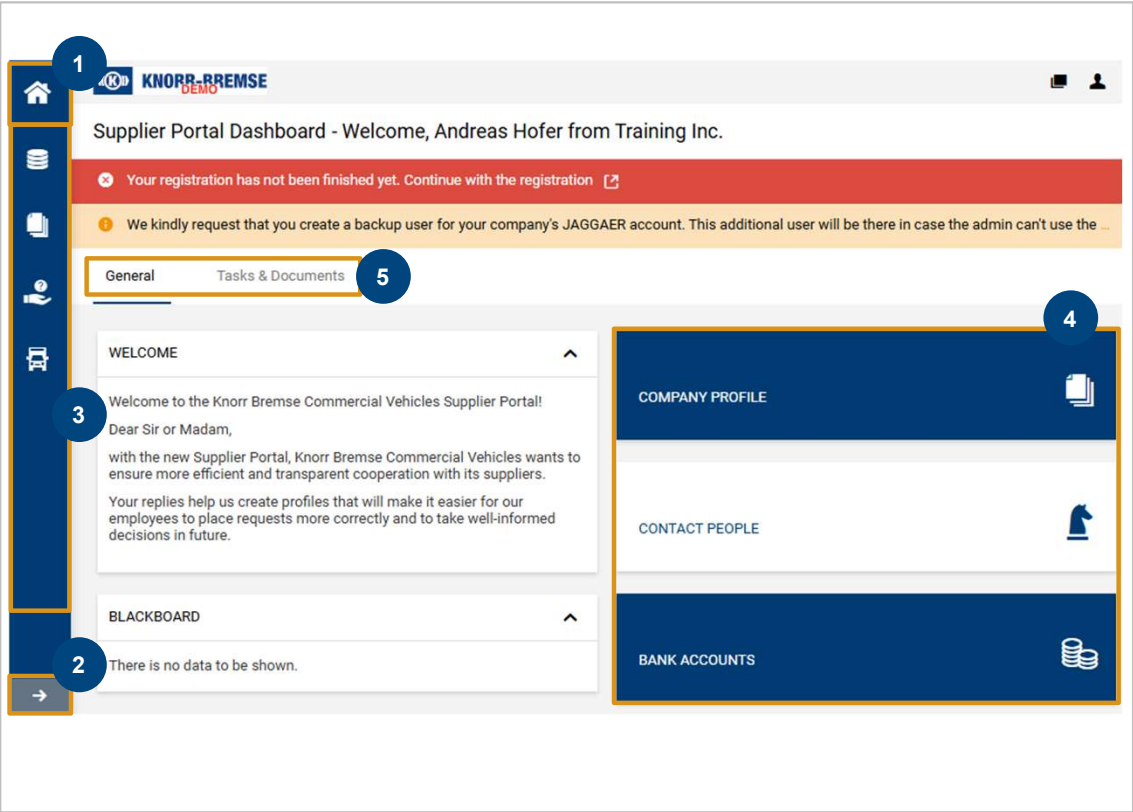 1
KNORR-BREMSE
DEMO
Supplier Portal Dashboard - Welcome, Andreas Hofer from Training Inc.
Your registration has not been finished yet. Continue with the registration
We kindly request that you create a backup user for your company's JAGGAER account. This additional user will be there in case the admin can't use the ...
General
Tasks & Documents
5
4
WELCOME
Welcome to the Knorr Bremse Commercial Vehicles Supplier Portal!
Dear Sir or Madam,
with the new Supplier Portal, Knorr Bremse Commercial Vehicles wants to
ensure more efficient and transparent cooperation with its suppliers.
Your replies help us create profiles that will make it easier for our
employees to place requests more correctly and to take well-informed
decisions in future.
3
COMPANY PROFILE
CONTACT PEOPLE
BLACKBOARD
There is no data to be shown.
2
BANK ACCOUNTS